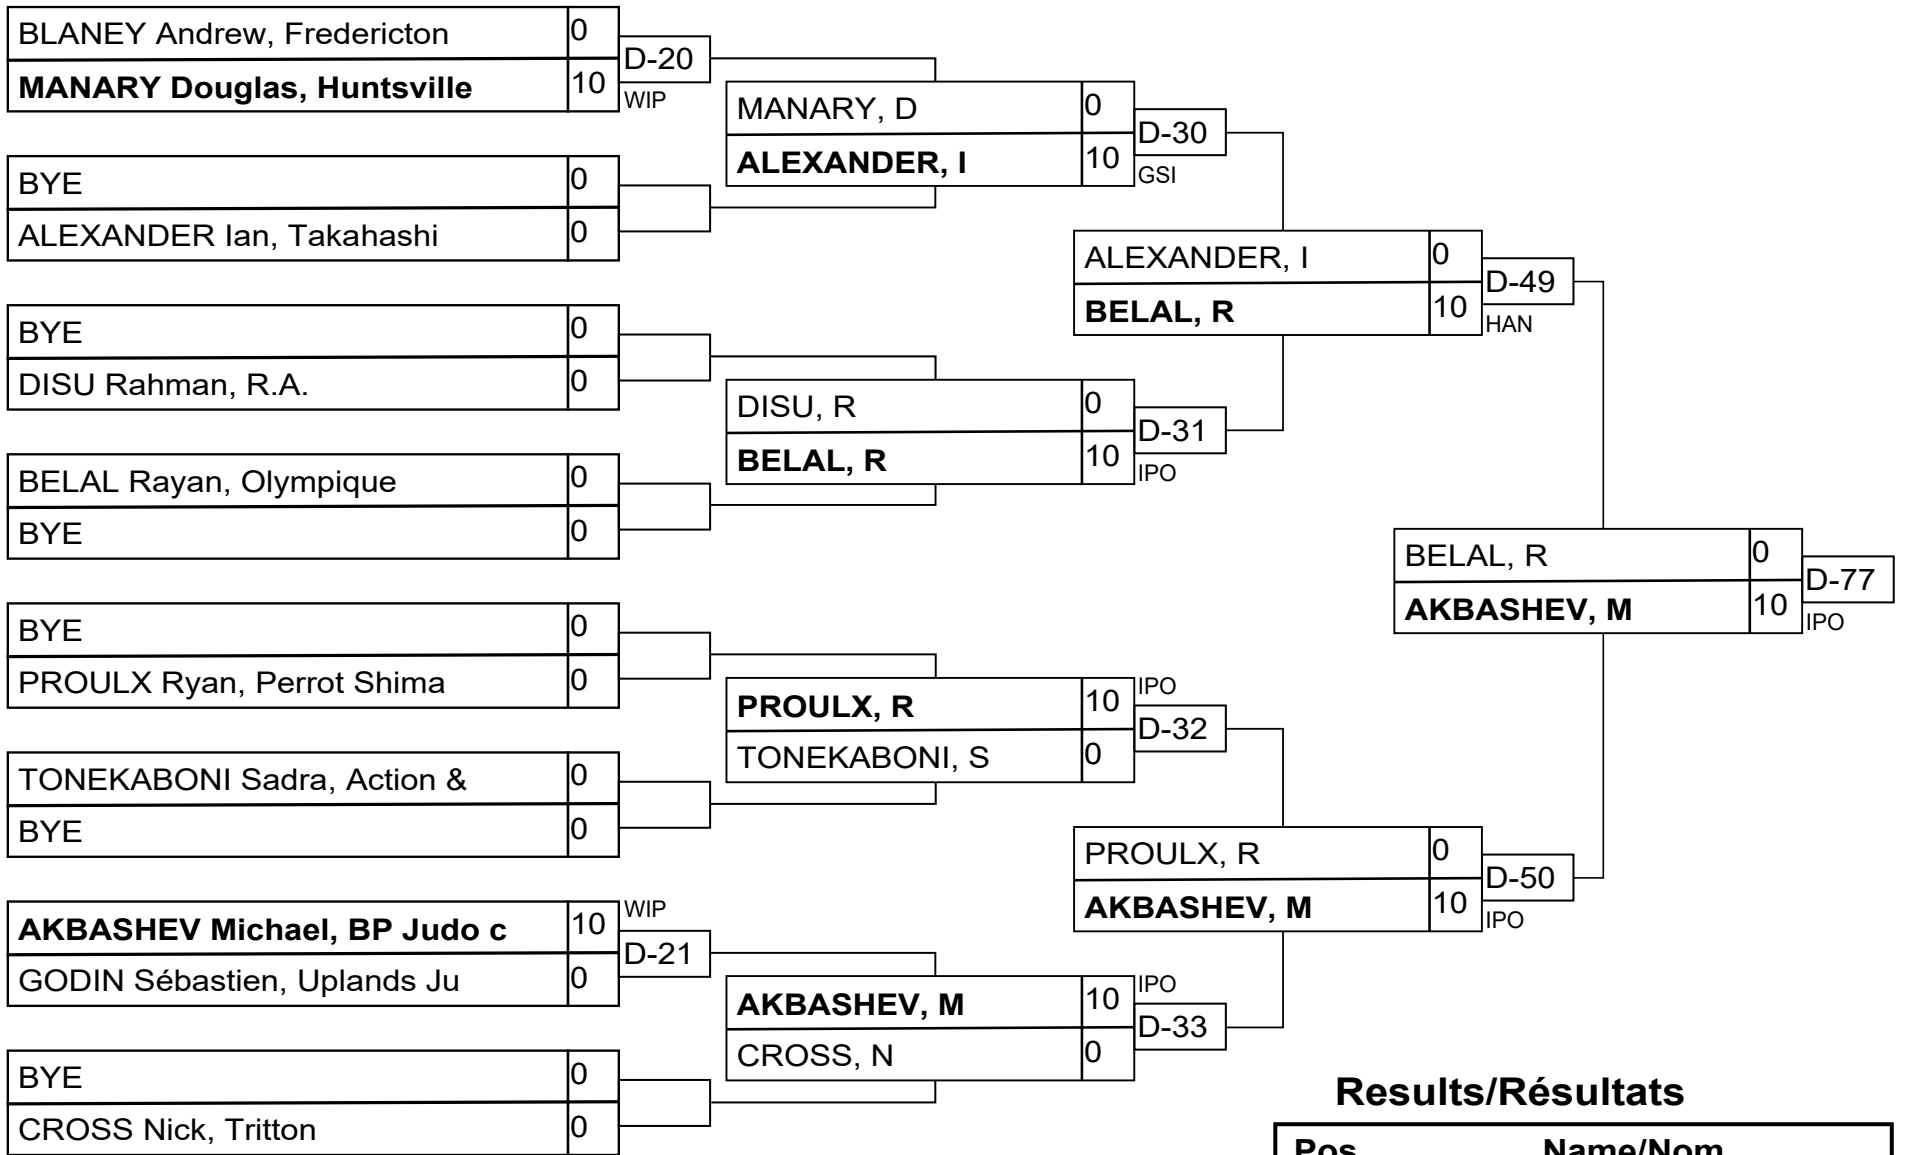 BLANEY Andrew, Fredericton 0
MANARY Douglas, Huntsville 10
D-20
WIP
BYE 0
ALEXANDER Ian, Takahashi 0
BYE 0
DISU Rahman, R.A. 0
BELAL Rayan, Olympique 0
BYE 0
BYE 0
PROULX Ryan, Perrot Shima 0
TONEKABONI Sadra, Action & 0
BYE 0
AKBASHEV Michael, BP Judo c 10
GODIN Sébastien, Uplands Ju 0
WIP
D-21
BYE 0
CROSS Nick, Tritton 0
MANARY, D 0
ALEXANDER, I 10
D-30
GSI
DISU, R 0
BELAL, R 10
D-31
IPO
PROULX, R 10
TONEKABONI, S 0
IPO
D-32
AKBASHEV, M 10
CROSS, N 0
IPO
D-33
ALEXANDER, I 0
BELAL, R 10
D-49
HAN
PROULX, R 0
AKBASHEV, M 10
D-50
IPO
BELAL, R 0
AKBASHEV, M 10
D-77
IPO
Results/Résultats
Pos Name/Nom